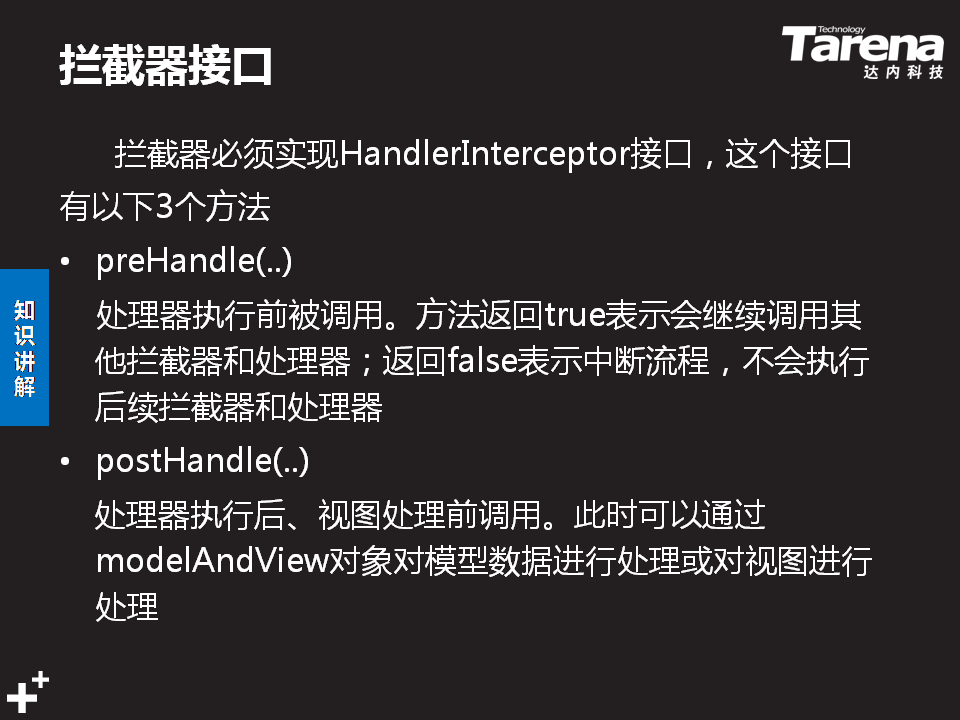 拦截器接口
Technology
Tarena
达内科技
拦截器必须实现HandlerInterceptor接口，这个接口
有以下3个方法
• preHandle(..)
处理器执行前被调用。方法返回true表示会继续调用其
他拦截器和处理器；返回false表示中断流程，不会执行
后续拦截器和处理器
• postHandle(..)
处理器执行后、视图处理前调用。此时可以通过
modelAndView对象对模型数据进行处理或对视图进行
处理
知识讲解